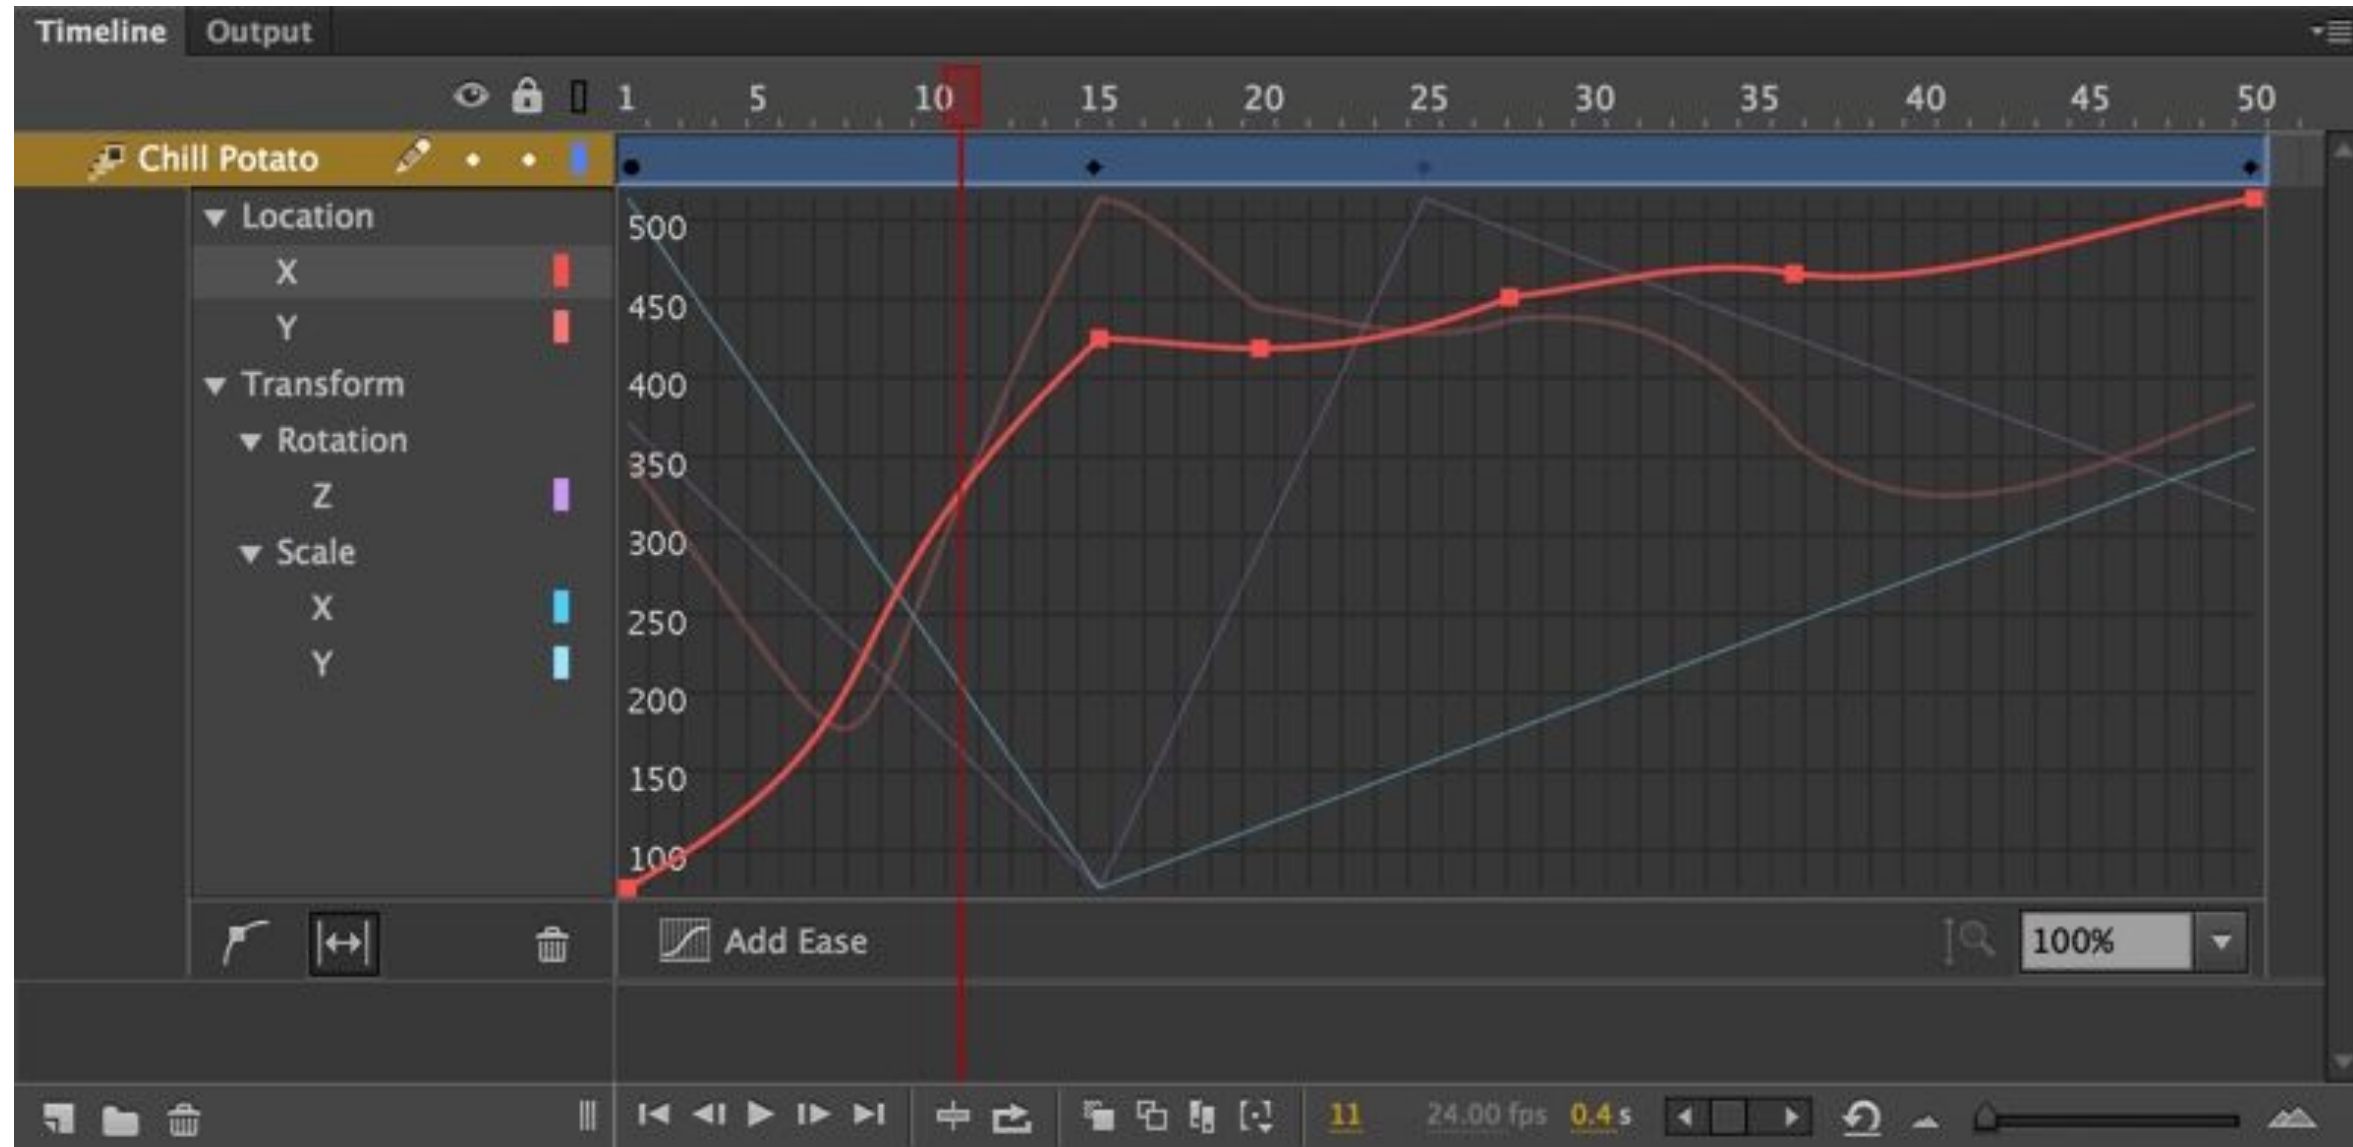 Timeline Output
1 5 10 15 20 25 30 35 40 45 50
Chill Potato
Location
X
Y
Transform
Rotation
Z
Scale
X
Y
500
450
400
350
300
250
200
150
100
Add Ease 100%
11 24.00 fps 0.4 s